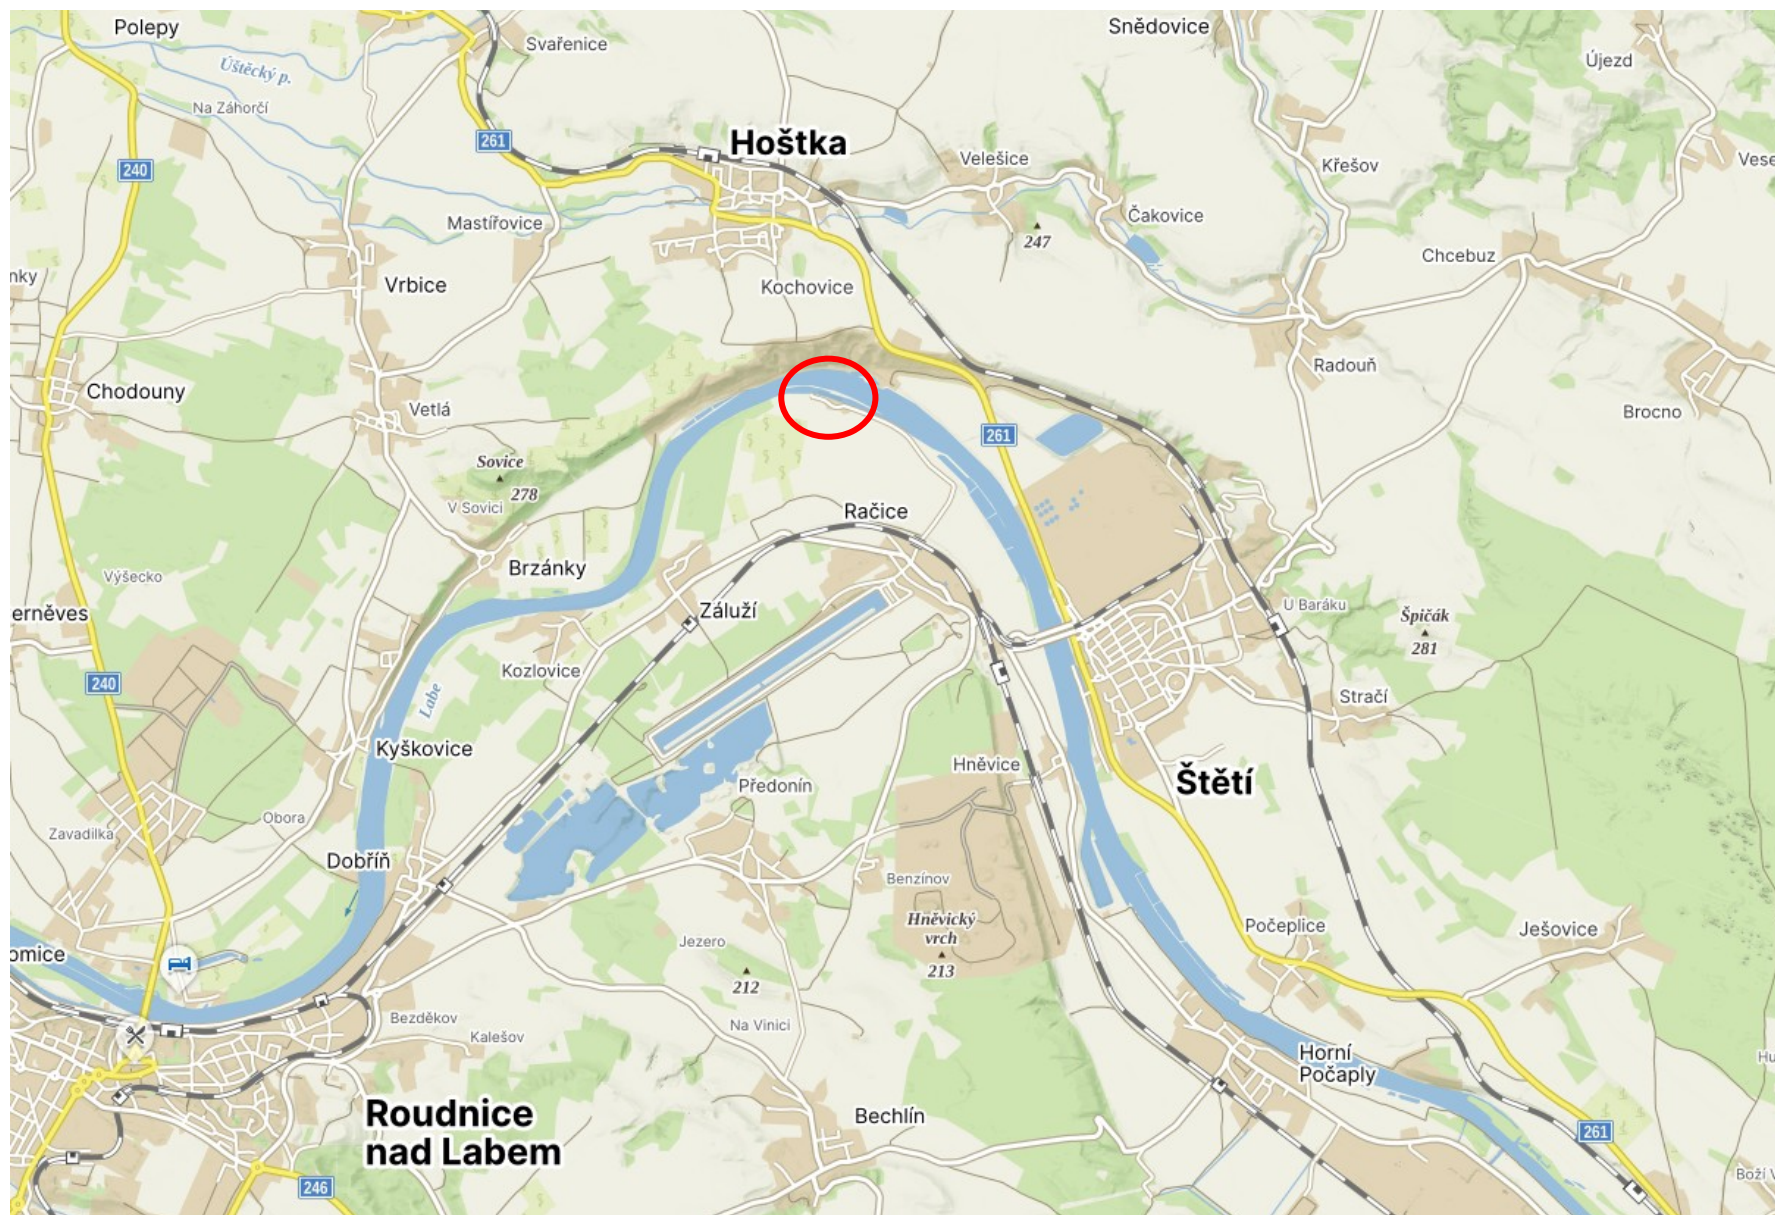 Polepy
Svařenice
Snědovice
Újezd
Úštěcký p.
Na Záhorčí
261
Hoštka
240
Velešice
Křešov
Vese
Mastířovice
Čakovice
247
Chcebuz
nky
Vrbice
Kochovice
Radouň
Chodouny
Vetlá
Brocno
261
Sovice
278
V Sovici
Račice
Brzánky
Výšecko
erněves
Záluží
U Baráku
Špičák
281
240
Kozlovice
Labe
Stračí
Kyškovice
Hněvice
Štětí
Předonín
Obora
Zavadilka
Dobříň
Benzínov
Hněvický
vrch
213
Počeplice
Ješovice
omice
Jezero
212
Bezděkov
Kalešov
Na Vinici
Horní
Počaply
Hu
Roudnice
nad Labem
Bechlín
261
246
Boží V